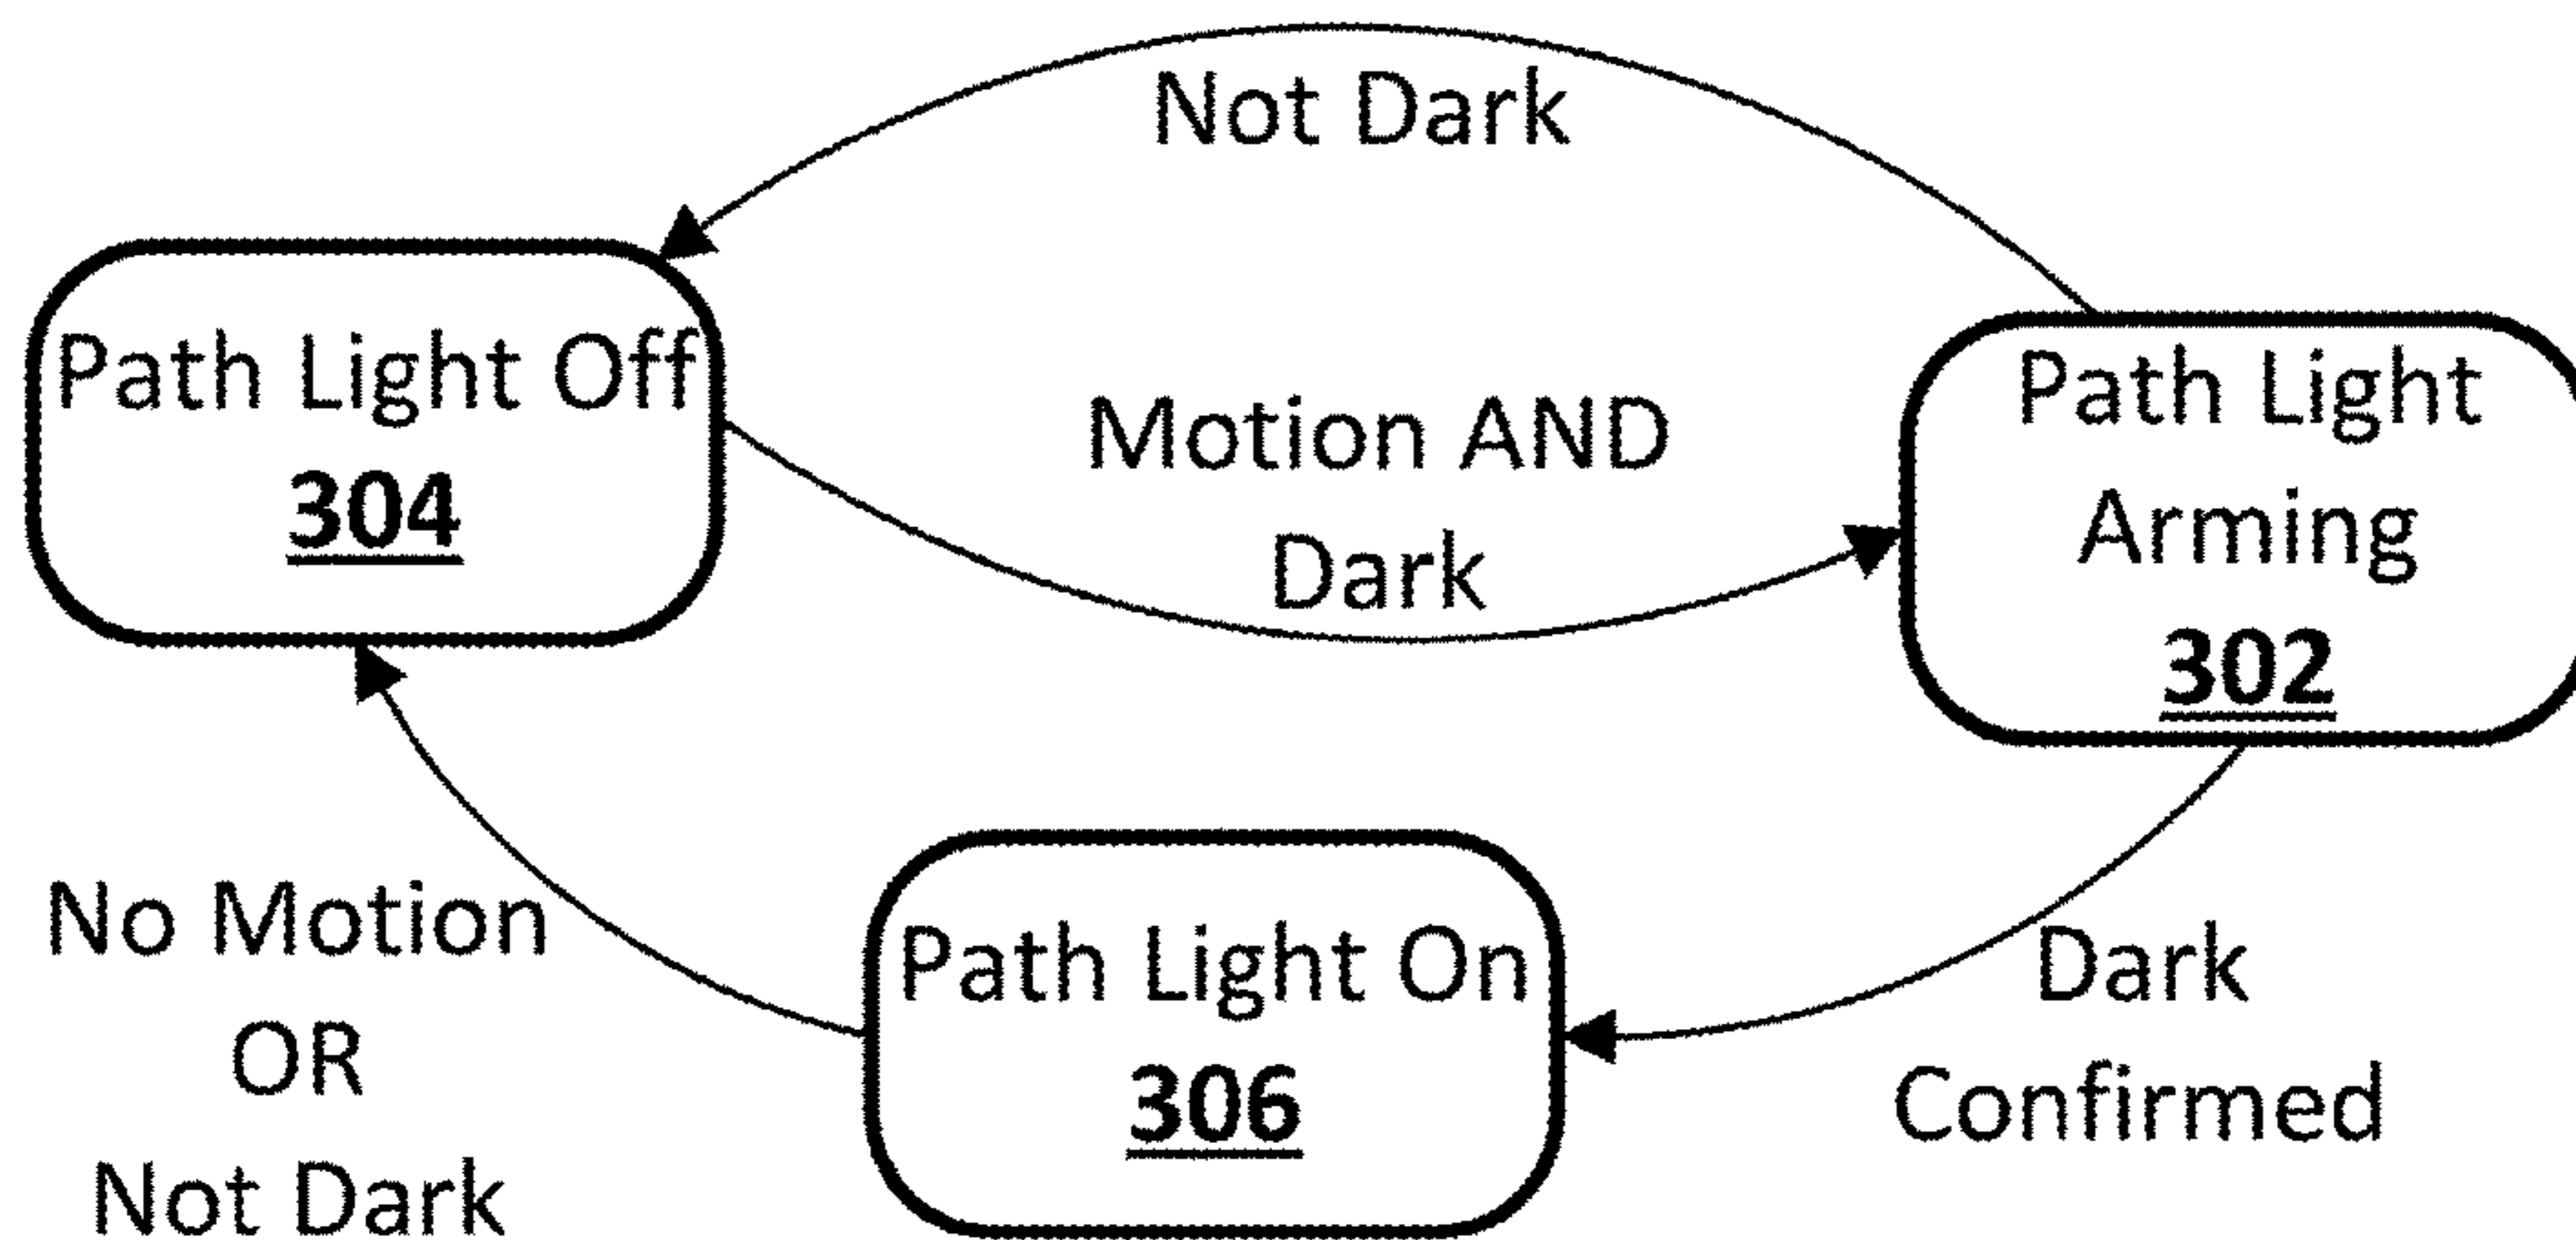 Not Dark
Path Light Off
304
Motion AND
Dark
Path Light
Arming
302
No Motion
OR
Not Dark
Path Light On
306
Dark
Confirmed